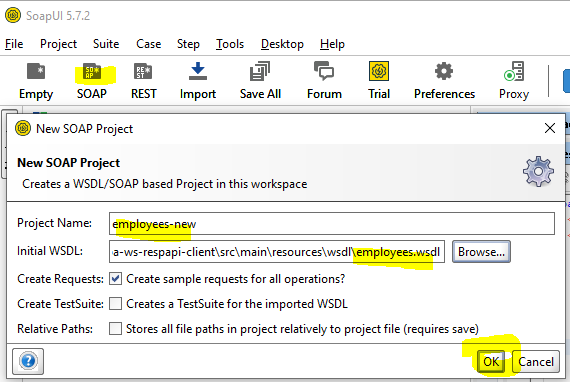 SoapUI 5.7.2
File Project Suite Case Step Tools Desktop Help
SO AP RE ST
Empty SOAP REST Import Save All Forum Trial Preferences Proxy
New SOAP Project
New SOAP Project
Creates a WSDL/SOAP based Project in this workspace
Project Name: employees-new
Initial WSDL: a-ws-respapi-client\src\main\resources\wsdl\employees.wsdl Browse...
Create Requests: Create sample requests for all operations?
Create TestSuite: Creates a TestSuite for the imported WSDL
Relative Paths: Stores all file paths in project relatively to project file (requires save)
? OK Cancel